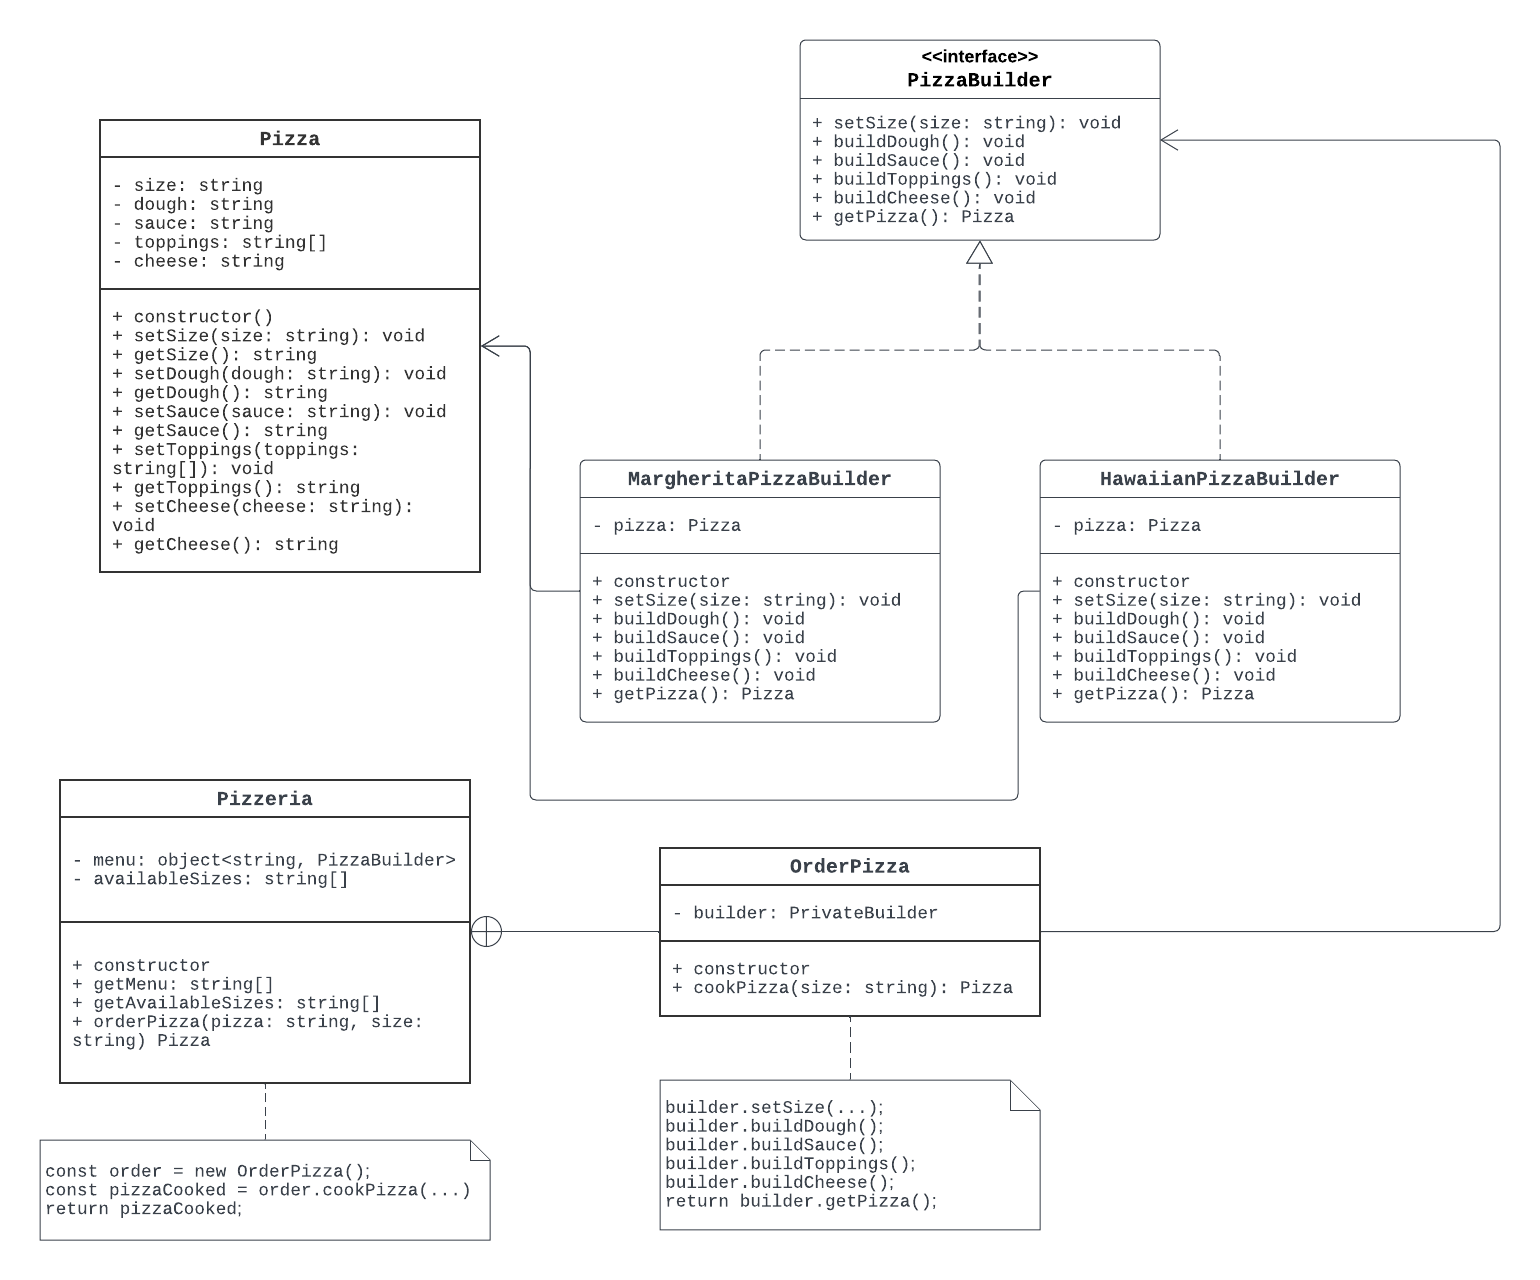 <<interface>>
PizzaBuilder
+ setSize(size: string): void
+ buildDough(): void
+ buildSauce(): void
+ buildToppings(): void
+ buildCheese(): void
+ getPizza(): Pizza
Pizza
- size: string
- dough: string
- sauce: string
- toppings: string[]
- cheese: string
+ constructor()
+ setSize(size: string): void
+ getSize(): string
+ setDough(dough: string): void
+ getDough(): string
+ setSauce(sauce: string): void
+ getSauce(): string
+ setToppings(toppings:
string[]): void
+ getToppings(): string
+ setCheese(cheese: string):
void
+ getCheese(): string
MargheritaPizzaBuilder
- pizza: Pizza
+ constructor
+ setSize(size: string): void
+ buildDough(): void
+ buildSauce(): void
+ buildToppings(): void
+ buildCheese(): void
+ getPizza(): Pizza
HawaiianPizzaBuilder
- pizza: Pizza
+ constructor
+ setSize(size: string): void
+ buildDough(): void
+ buildSauce(): void
+ buildToppings(): void
+ buildCheese(): void
+ getPizza(): Pizza
Pizzeria
- menu: object<string, PizzaBuilder>
- availableSizes: string[]
+ constructor
+ getMenu: string[]
+ getAvailableSizes: string[]
+ orderPizza(pizza: string, size:
string) Pizza
OrderPizza
- builder: PrivateBuilder
+ constructor
+ cookPizza(size: string): Pizza
const order = new OrderPizza();
const pizzaCooked = order.cookPizza(...)
return pizzaCooked;
builder.setSize(...);
builder.buildDough();
builder.buildSauce();
builder.buildToppings();
builder.buildCheese();
return builder.getPizza();